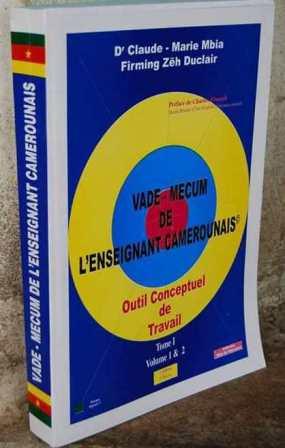 Dr Claude - Marie Mbia
Firming Zêh Duclair
VADE - MECUM
DE
L'ENSEIGNANT CAMEROUNAIS®
Outil Conceptuel
de
Travail
Tome I
Volume 1 & 2
VADE - MECUM DE L'ENSEIGNANT CAMEROUNAIS